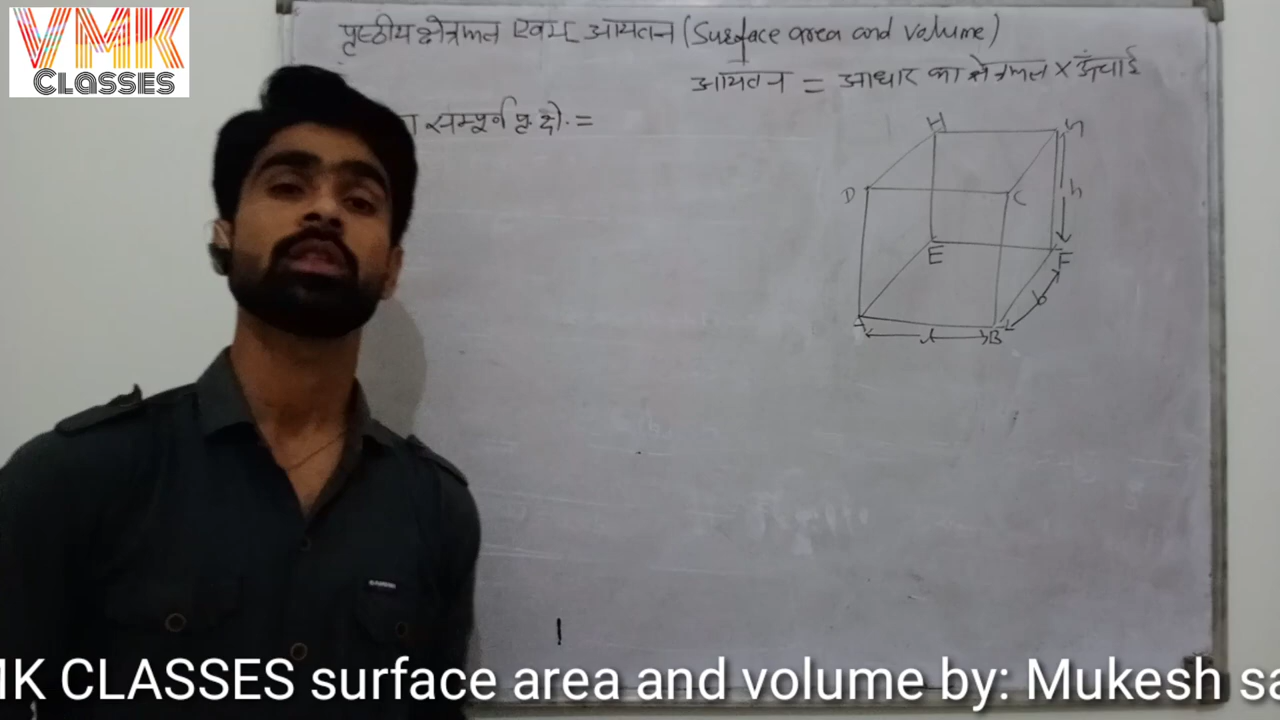 VMK
CLASSES
पृष्ठीय क्षेत्रफल एवम् आयतन (Surface area and volume)
आयतन = आधार का क्षेत्रफल × ऊँचाई
सम्पूर्न पृ. क्षे. =
H
D
C
h
E
F
b
A
B
MK CLASSES surface area and volume by: Mukesh sa